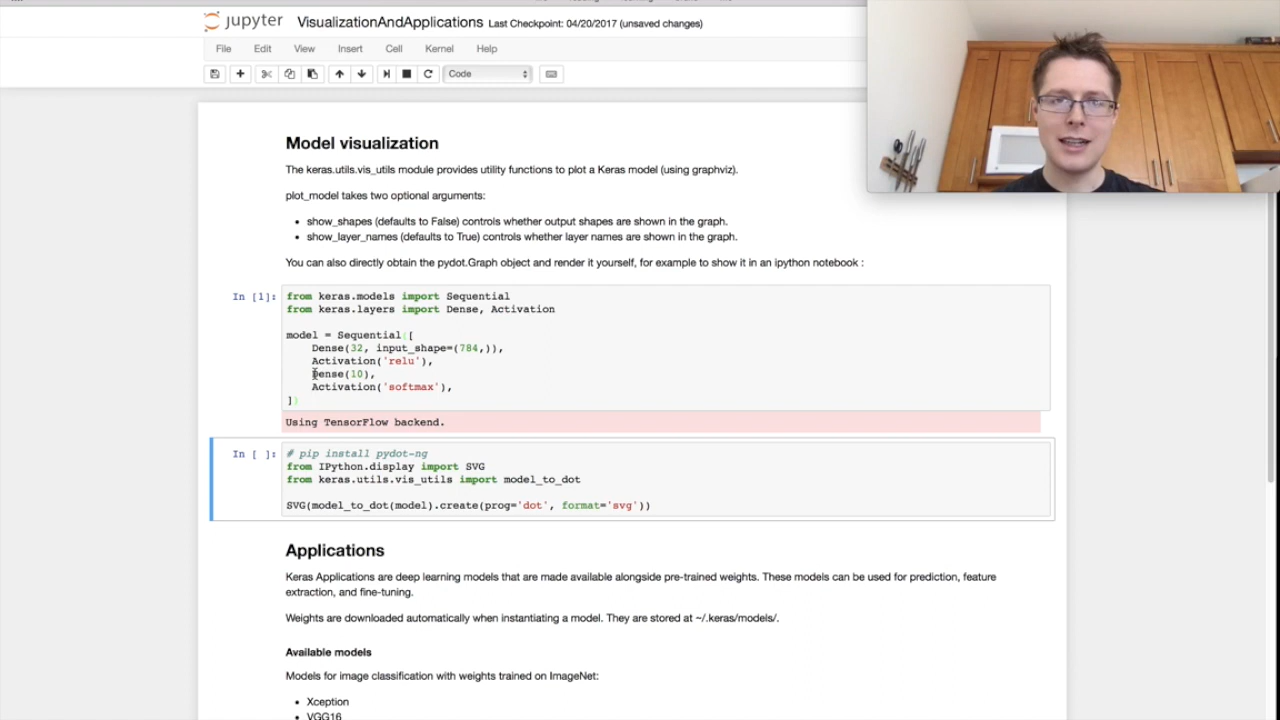 jupyter VisualizationAndApplications Last Checkpoint: 04/20/2017 (unsaved changes)
File Edit View Insert Cell Kernel Help
Code
Model visualization
The keras.utils.vis_utils module provides utility functions to plot a Keras model (using graphviz).
plot_model takes two optional arguments:
• show_shapes (defaults to False) controls whether output shapes are shown in the graph.
• show_layer_names (defaults to True) controls whether layer names are shown in the graph.
You can also directly obtain the pydot.Graph object and render it yourself, for example to show it in an ipython notebook :
In [1]: from keras.models import Sequential
from keras.layers import Dense, Activation
model = Sequential([
Dense(32, input_shape=(784,)),
Activation('relu'),
Dense(10),
Activation('softmax'),
])
Using TensorFlow backend.
In [ ]: # pip install pydot-ng
from IPython.display import SVG
from keras.utils.vis_utils import model_to_dot
SVG(model_to_dot(model).create(prog='dot', format='svg'))
Applications
Keras Applications are deep learning models that are made available alongside pre-trained weights. These models can be used for prediction, feature
extraction, and fine-tuning.
Weights are downloaded automatically when instantiating a model. They are stored at ~/.keras/models/.
Available models
Models for image classification with weights trained on ImageNet:
• Xception
• VGG16